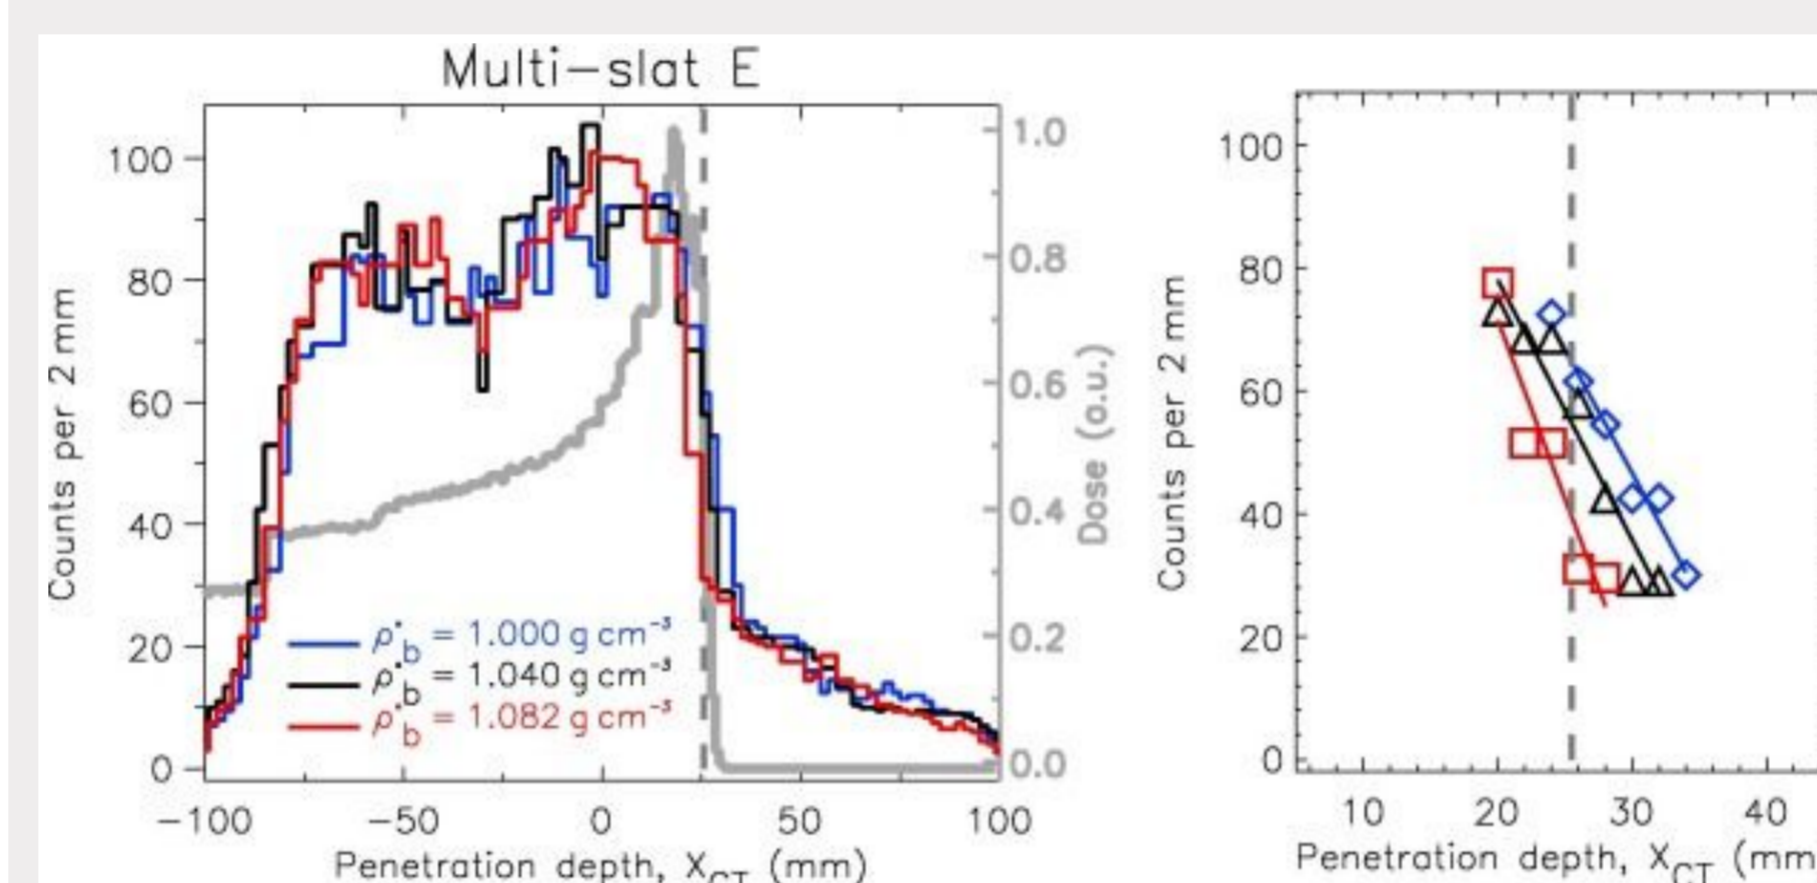 Multi-slat E
100
80
60
40
20
0
Counts per 2 mm
1.0
0.8
0.6
0.4
0.2
0.0
Dose (a.u.)
ρ*b = 1.000 g cm⁻³
ρ*b = 1.040 g cm⁻³
ρ*b = 1.082 g cm⁻³
-100 -50 0 50 100
Penetration depth, XCT (mm)
100
80
60
40
20
0
Counts per 2 mm
10 20 30 40
Penetration depth, XCT (mm